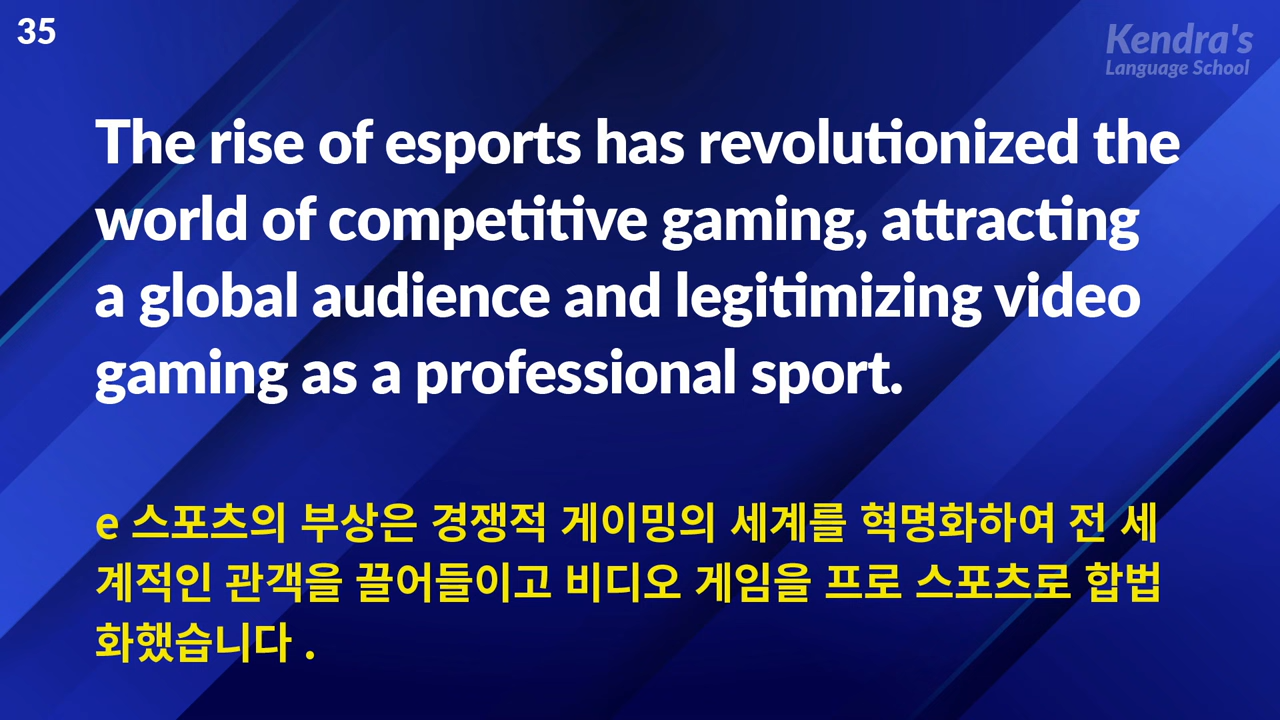 35
Kendra's
Language School
The rise of esports has revolutionized the
world of competitive gaming, attracting
a global audience and legitimizing video
gaming as a professional sport.
e 스포츠의 부상은 경쟁적 게이밍의 세계를 혁명화하여 전 세
계적인 관객을 끌어들이고 비디오 게임을 프로 스포츠로 합법
화했습니다 .